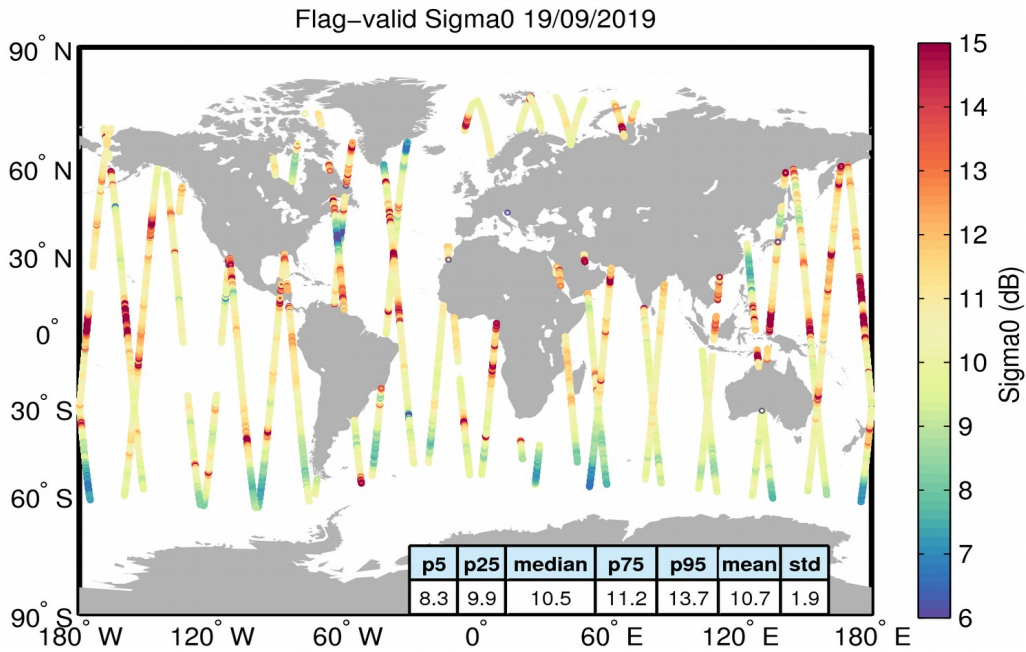 Flag−valid Sigma0 19/09/2019
90° N
60° N
30° N
0°
30° S
60° S
90° S
180° W
120° W
60° W
0°
60° E
120° E
180° E
15
14
13
12
11
10
9
8
7
6
Sigma0 (dB)
p5 p25 median p75 p95 mean std
8.3 9.9 10.5 11.2 13.7 10.7 1.9